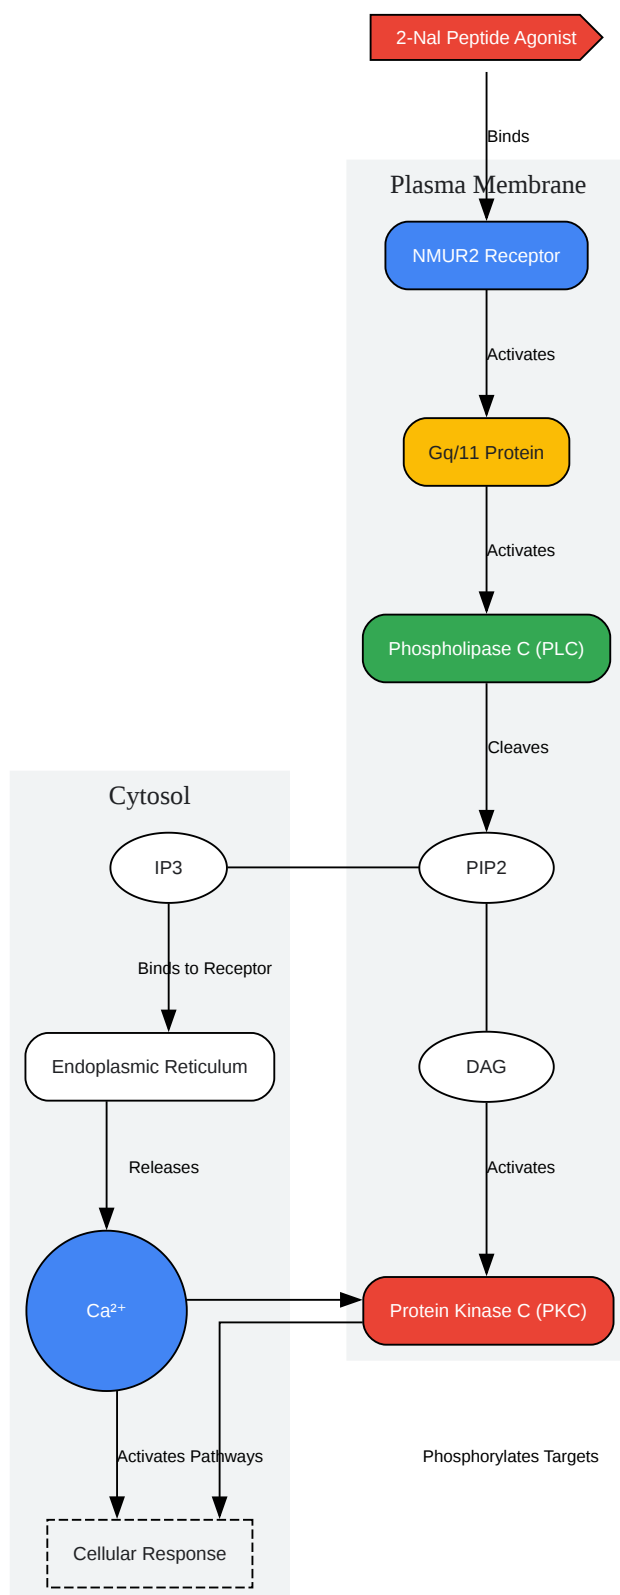 2-Nal Peptide Agonist
Binds
Plasma Membrane
NMUR2 Receptor
Activates
Gq/11 Protein
Activates
Phospholipase C (PLC)
Cleaves
Cytosol
IP3
PIP2
Binds to Receptor
Endoplasmic Reticulum
DAG
Releases
Activates
Ca²⁺
Protein Kinase C (PKC)
Activates Pathways
Phosphorylates Targets
Cellular Response